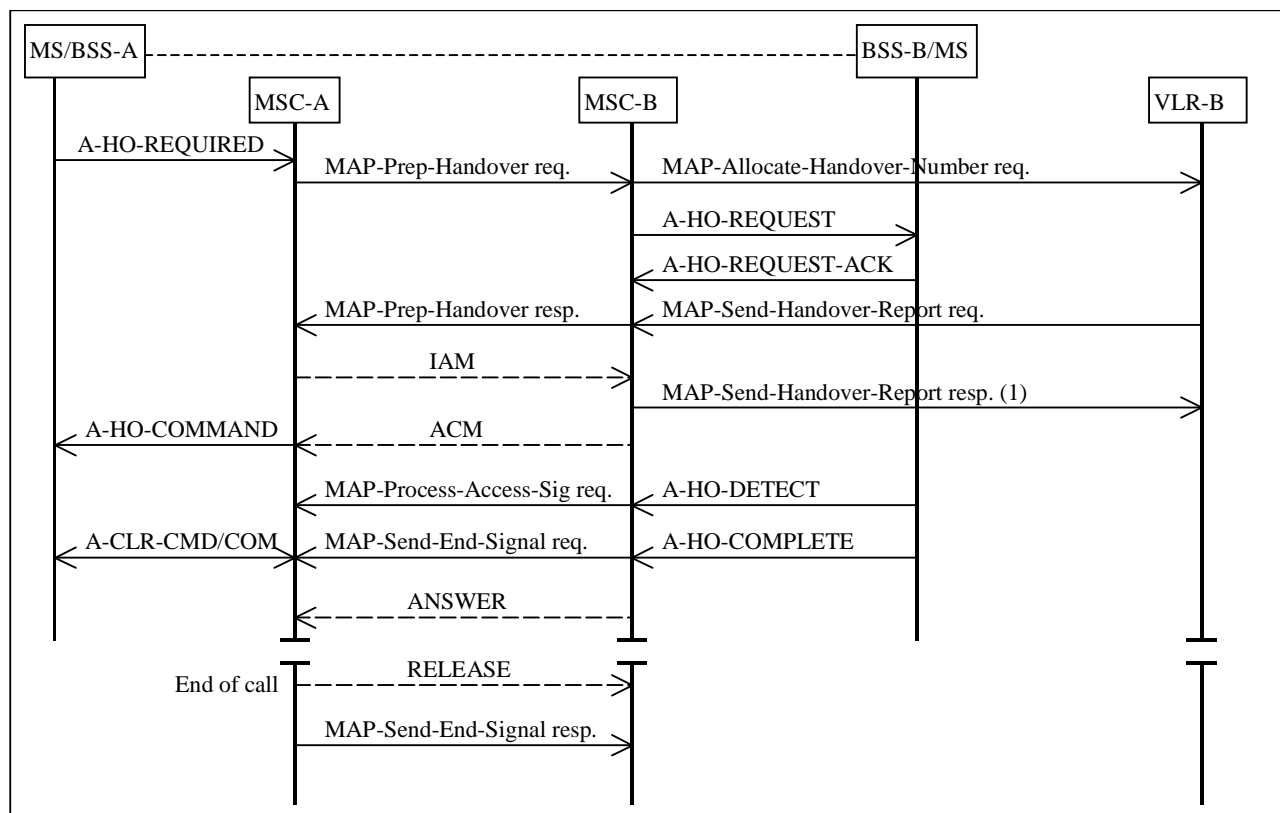 MS/BSS-A
BSS-B/MS
MSC-A
MSC-B
VLR-B
A-HO-REQUIRED
MAP-Prep-Handover req.
MAP-Allocate-Handover-Number req.
A-HO-REQUEST
A-HO-REQUEST-ACK
MAP-Prep-Handover resp.
MAP-Send-Handover-Report req.
IAM
MAP-Send-Handover-Report resp. (1)
A-HO-COMMAND
ACM
MAP-Process-Access-Sig req.
A-HO-DETECT
A-CLR-CMD/COM
MAP-Send-End-Signal req.
A-HO-COMPLETE
ANSWER
RELEASE
End of call
MAP-Send-End-Signal resp.